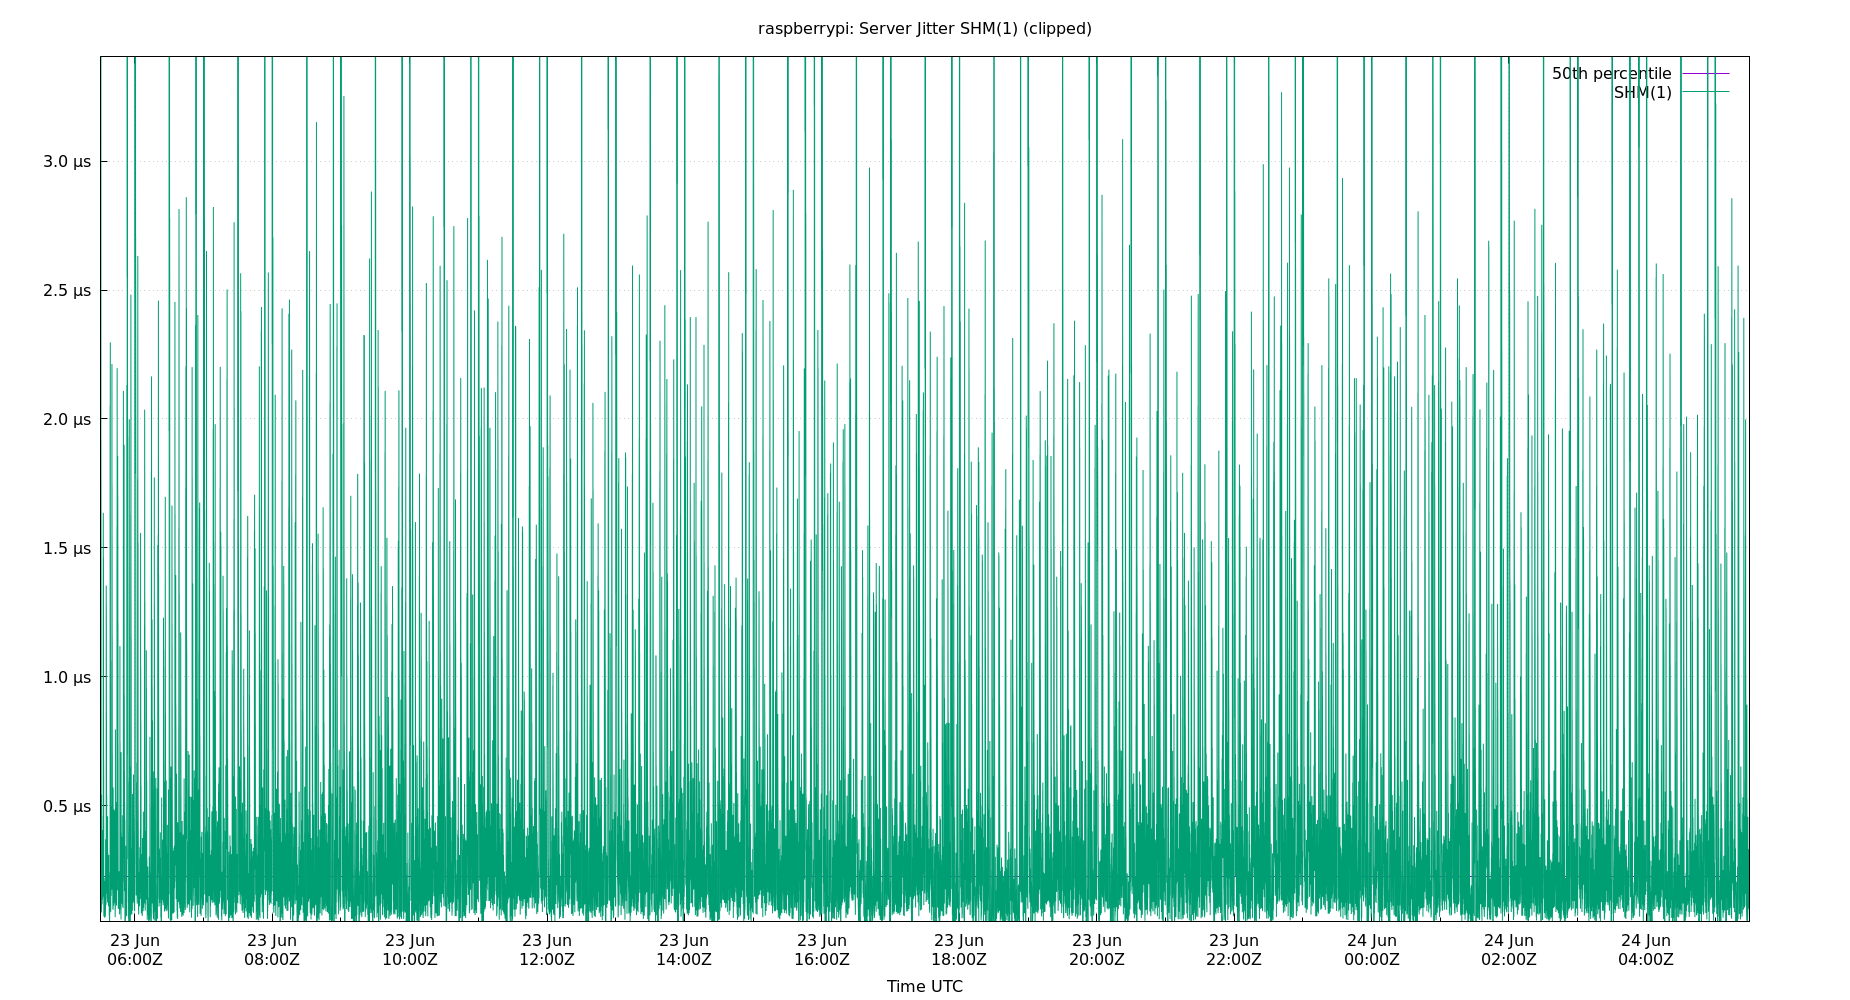 raspberrypi: Server Jitter SHM(1) (clipped)
50th percentile
SHM(1)
3.0 µs
2.5 µs
2.0 µs
1.5 µs
1.0 µs
0.5 µs
23 Jun 23 Jun 23 Jun 23 Jun 23 Jun 23 Jun 23 Jun 23 Jun 23 Jun 24 Jun 24 Jun 24 Jun
06:00Z 08:00Z 10:00Z 12:00Z 14:00Z 16:00Z 18:00Z 20:00Z 22:00Z 00:00Z 02:00Z 04:00Z
Time UTC